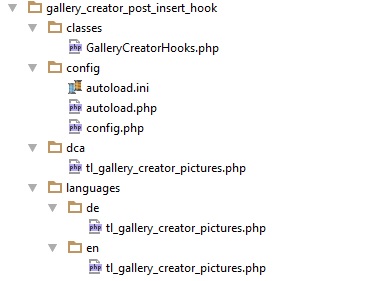 gallery_creator_post_insert_hook
classes
php GalleryCreatorHooks.php
config
autoload.ini
php autoload.php
php config.php
dca
php tl_gallery_creator_pictures.php
languages
de
php tl_gallery_creator_pictures.php
en
php tl_gallery_creator_pictures.php